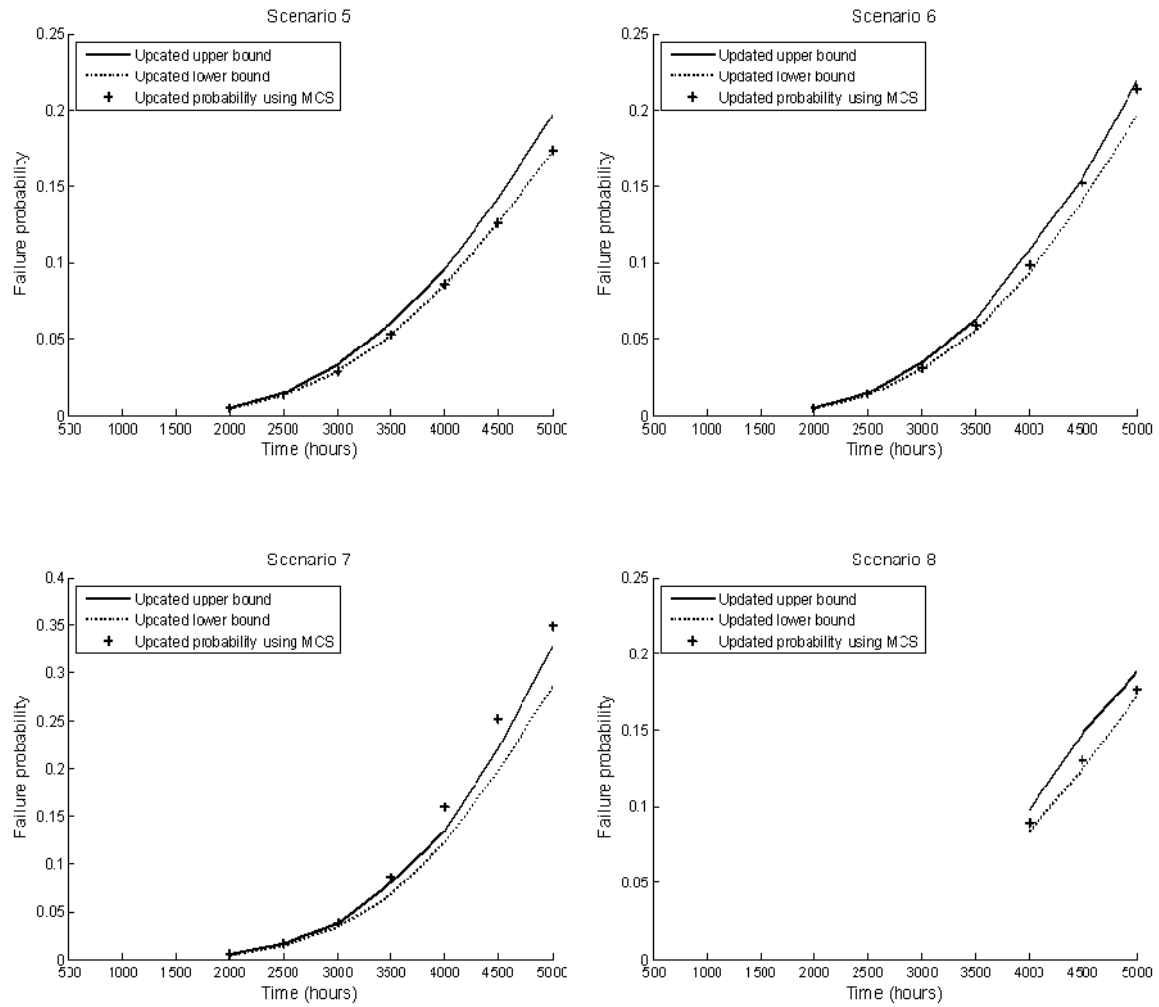 Scenario 5
0.25
0.2
0.15
0.1
0.05
0
Failure probability
Upcated upper bound
Upcated lower bound
Upcated probability using MCS
500 1000 1500 2000 2500 3000 3500 4000 4500 5000
Time (hours)
Scenario 6
0.25
0.2
0.15
0.1
0.05
0
Failure probability
Updated upper bound
Updated lower bound
Updated probability using MCS
500 1000 1500 2000 2500 3000 3500 4000 4500 5000
Time (hours)
Scenario 7
0.4
0.35
0.3
0.25
0.2
0.15
0.1
0.05
0
Failure probability
Upcated upper bound
Upcated lower bound
Upcated probability using MCS
500 1000 1500 2000 2500 3000 3500 4000 4500 5000
Time (hours)
Scenario 8
0.25
0.2
0.15
0.1
0.05
0
Failure probability
Updated upper bound
Updated lower bound
Updated probability using MCS
500 1000 1500 2000 2500 3000 3500 4000 4500 5000
Time (hours)